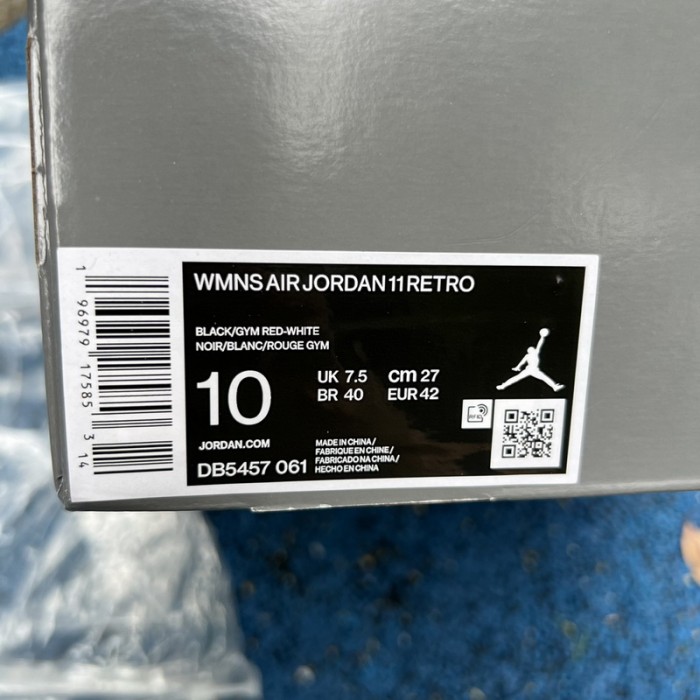 WMNS AIR JORDAN 11 RETRO
BLACK/GYM RED-WHITE
NOIR/BLANC/ROUGE GYM
10
UK 7.5 cm 27
BR 40 EUR 42
JORDAN.COM
DB5457 061
MADE IN CHINA/
FABRIQUE EN CHINE/
FABRICADO NA CHINA/
HECHO EN CHINA
1 96979 17585 3 14